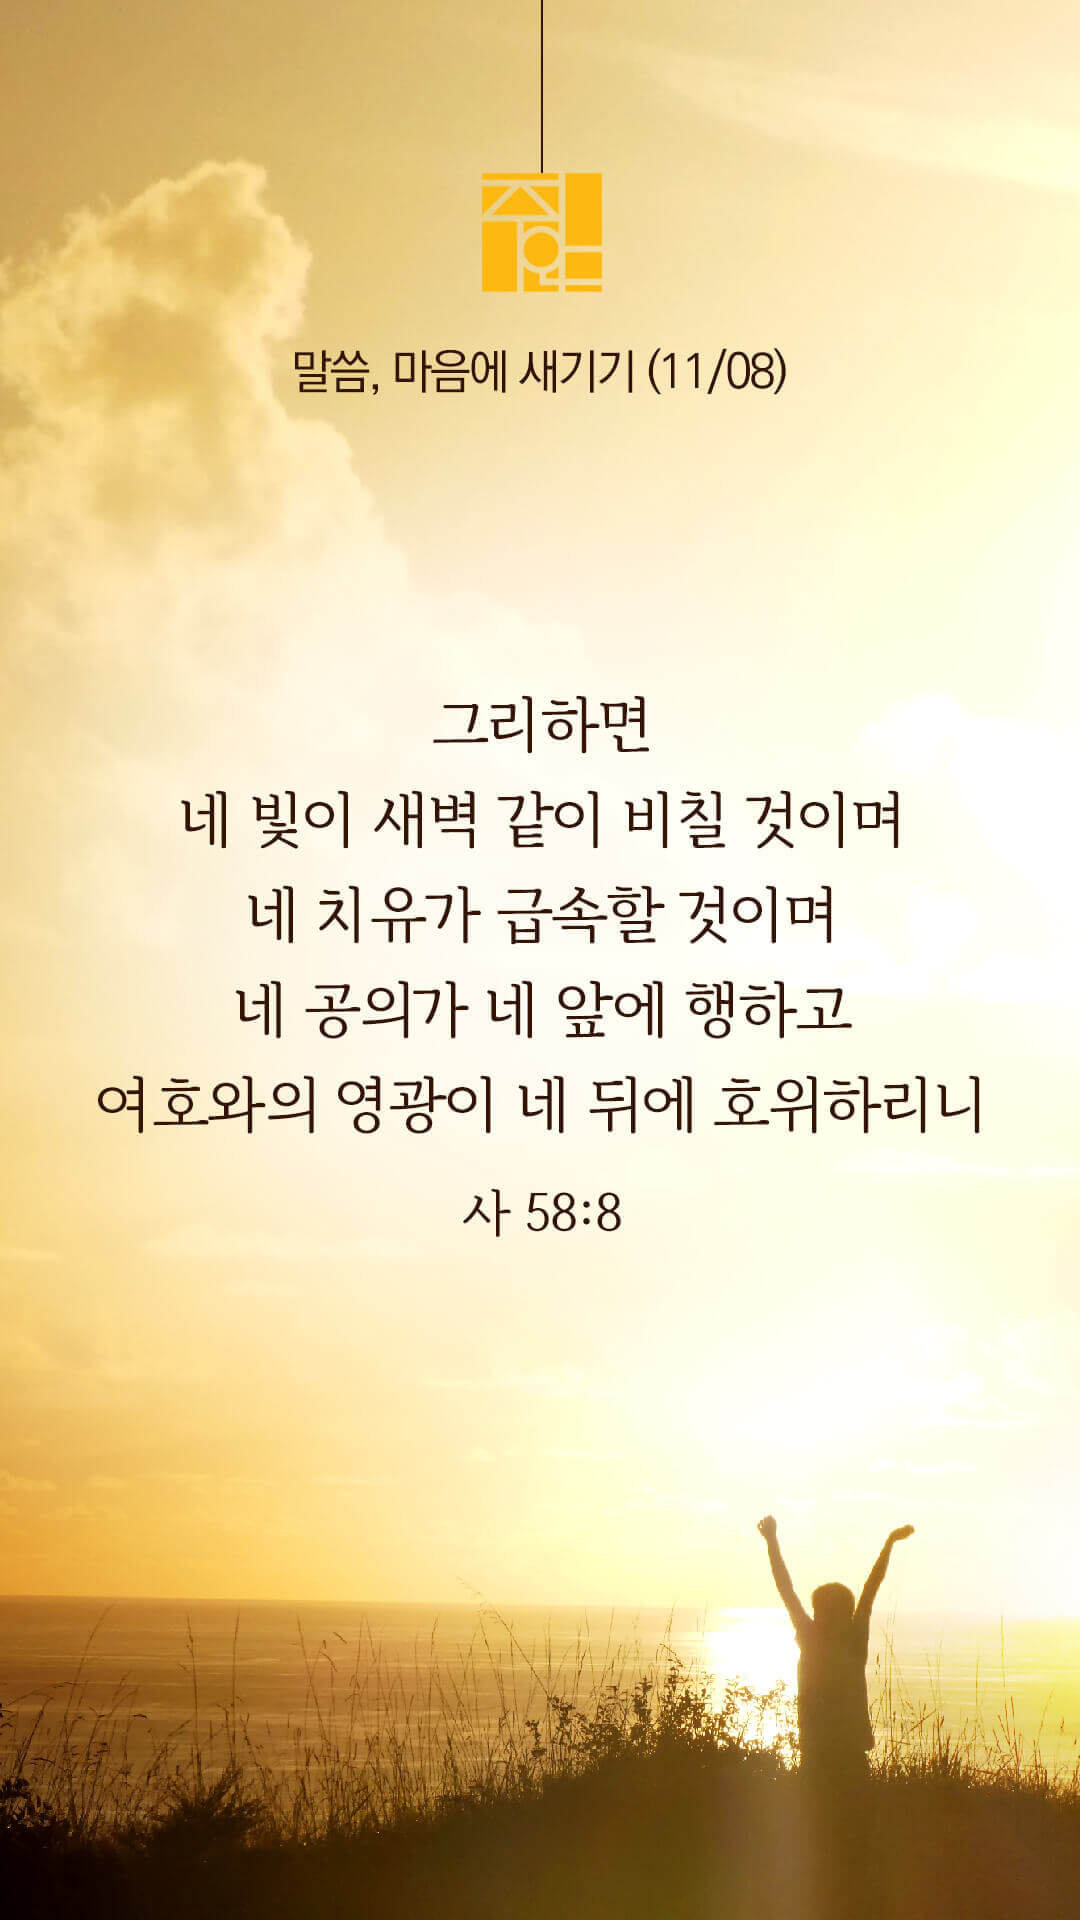 말씀, 마음에 새기기 (11/08)
그리하면
네 빛이 새벽 같이 비칠 것이며
네 치유가 급속할 것이며
네 공의가 네 앞에 행하고
여호와의 영광이 네 뒤에 호위하리니
사 58:8